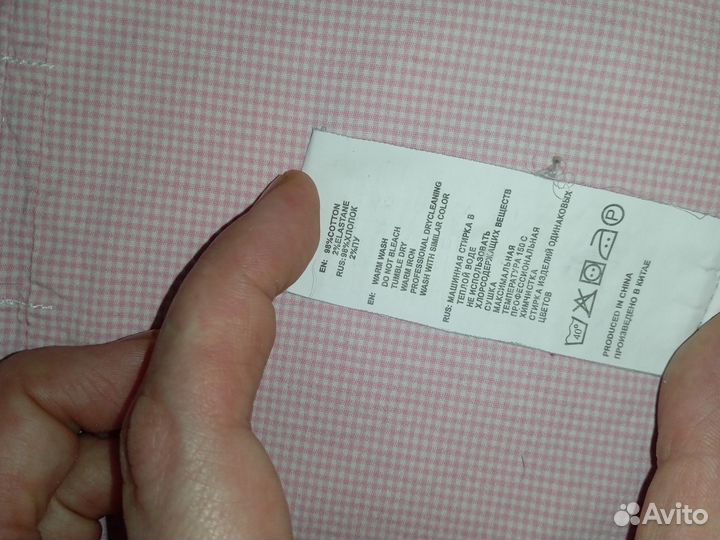 EN: 98%COTTON
2%ELASTANE
RUS: 98%ХЛОПОК
2%ПУ
EN: WARM WASH
DO NOT BLEACH
TUMBLE DRY
WARM IRON
PROFESSIONAL DRYCLEANING
WASH WITH SIMILAR COLOR
RUS: МАШИННАЯ СТИРКА В
ТЕПЛОЙ ВОДЕ
НЕ ИСПОЛЬЗОВАТЬ
ХЛОРСОДЕРЖАЩИХ ВЕЩЕСТВ
СУШКА
МАКСИМАЛЬНАЯ
ТЕМПЕРАТУРА 150 С
ПРОФЕССИОНАЛЬНАЯ
ХИМЧИСТКА
СТИРКА ИЗДЕЛИЙ ОДИНАКОВЫХ
ЦВЕТОВ
40° P
PRODUCED IN CHINA
ПРОИЗВЕДЕНО В КИТАЕ
Avito